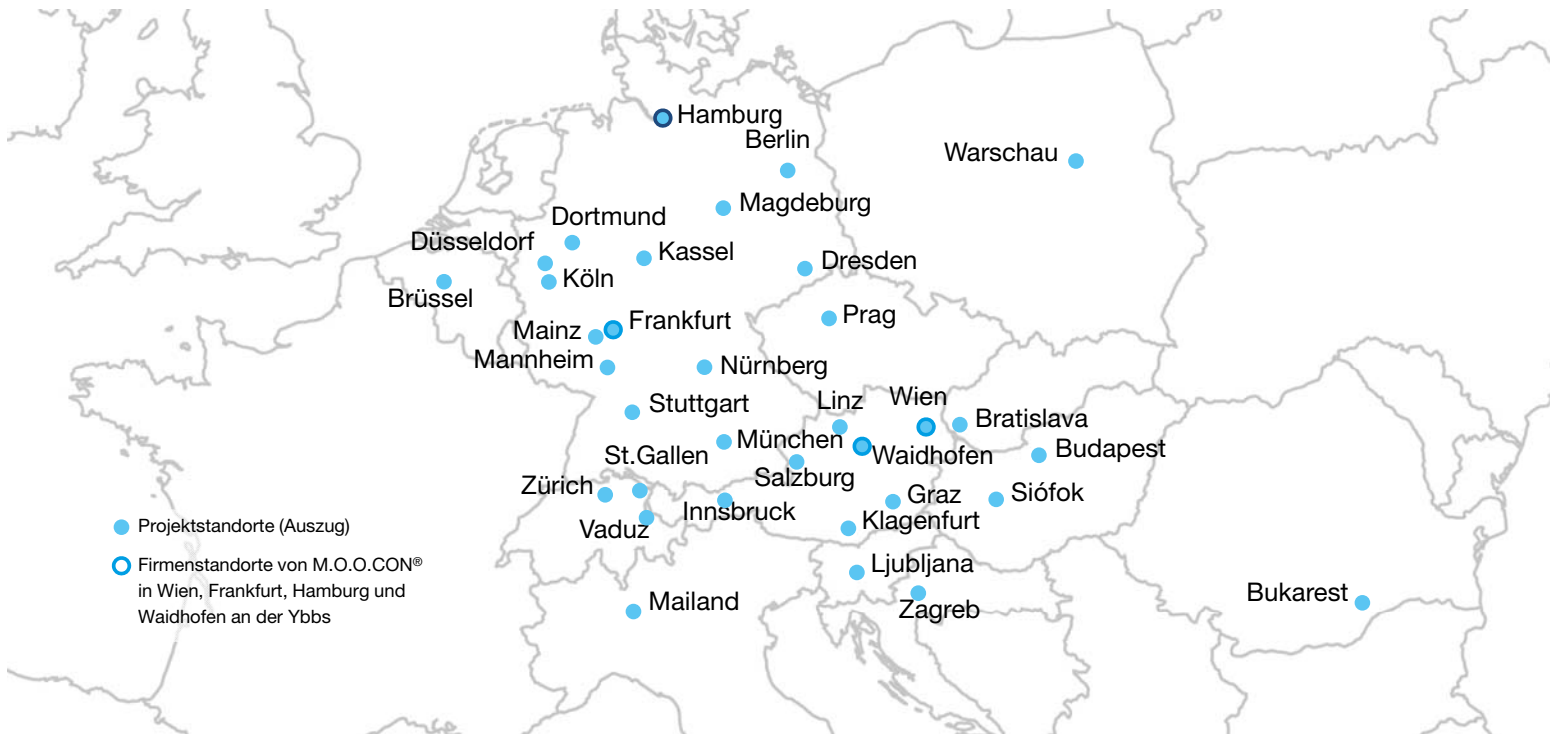 Hamburg
Berlin
Warschau
Magdeburg
Dortmund
Düsseldorf
Kassel
Dresden
Köln
Brüssel
Prag
Frankfurt
Mainz
Mannheim
Nürnberg
Linz
Wien
Stuttgart
Bratislava
München
Budapest
St.Gallen
Waidhofen
Salzburg
Zürich
Siófok
Graz
Innsbruck
Klagenfurt
Vaduz
Projektstandorte (Auszug)
Firmenstandorte von M.O.O.CON®
in Wien, Frankfurt, Hamburg und
Waidhofen an der Ybbs
Ljubljana
Mailand
Zagreb
Bukarest